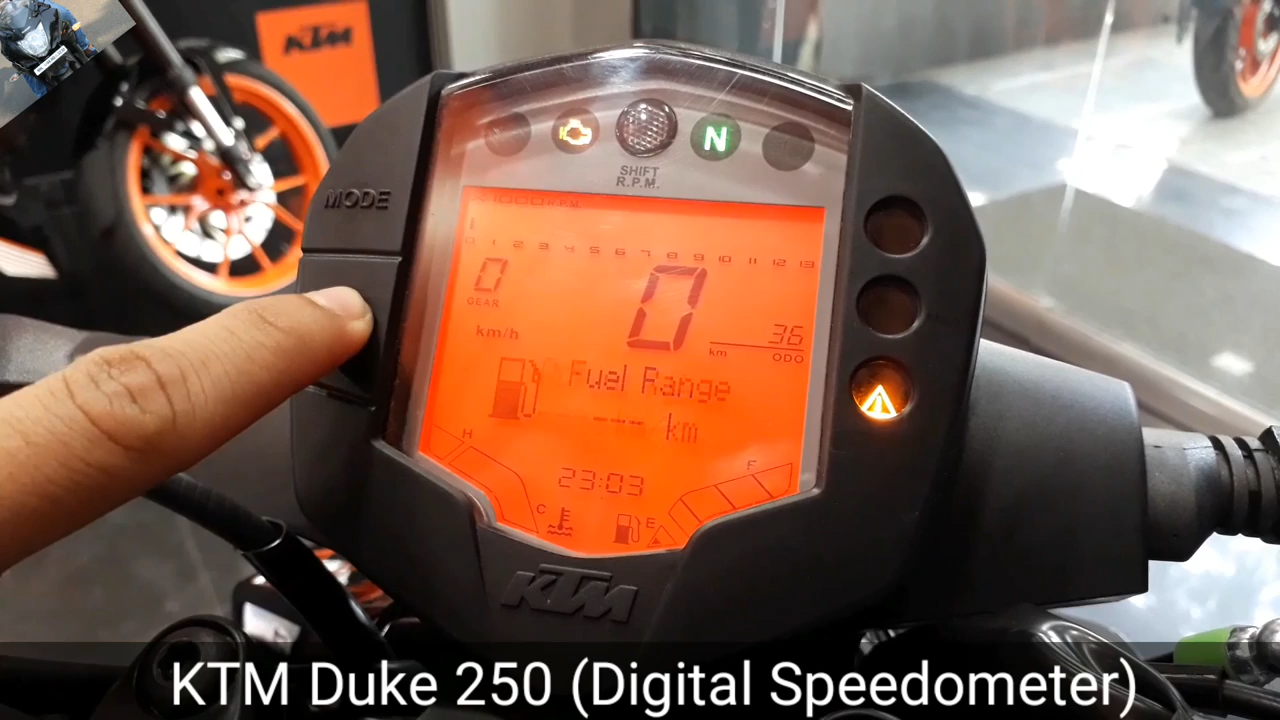 KTM
N
SHIFT
R.P.M.
MODE
x1000 R.P.M.
0 1 2 3 4 5 6 7 8 9 10 11 12 13
0
GEAR
0
km/h
36
km
ODO
Fuel Range
---- km
H
F
23:03
C
E
KTM
KTM Duke 250 (Digital Speedometer)